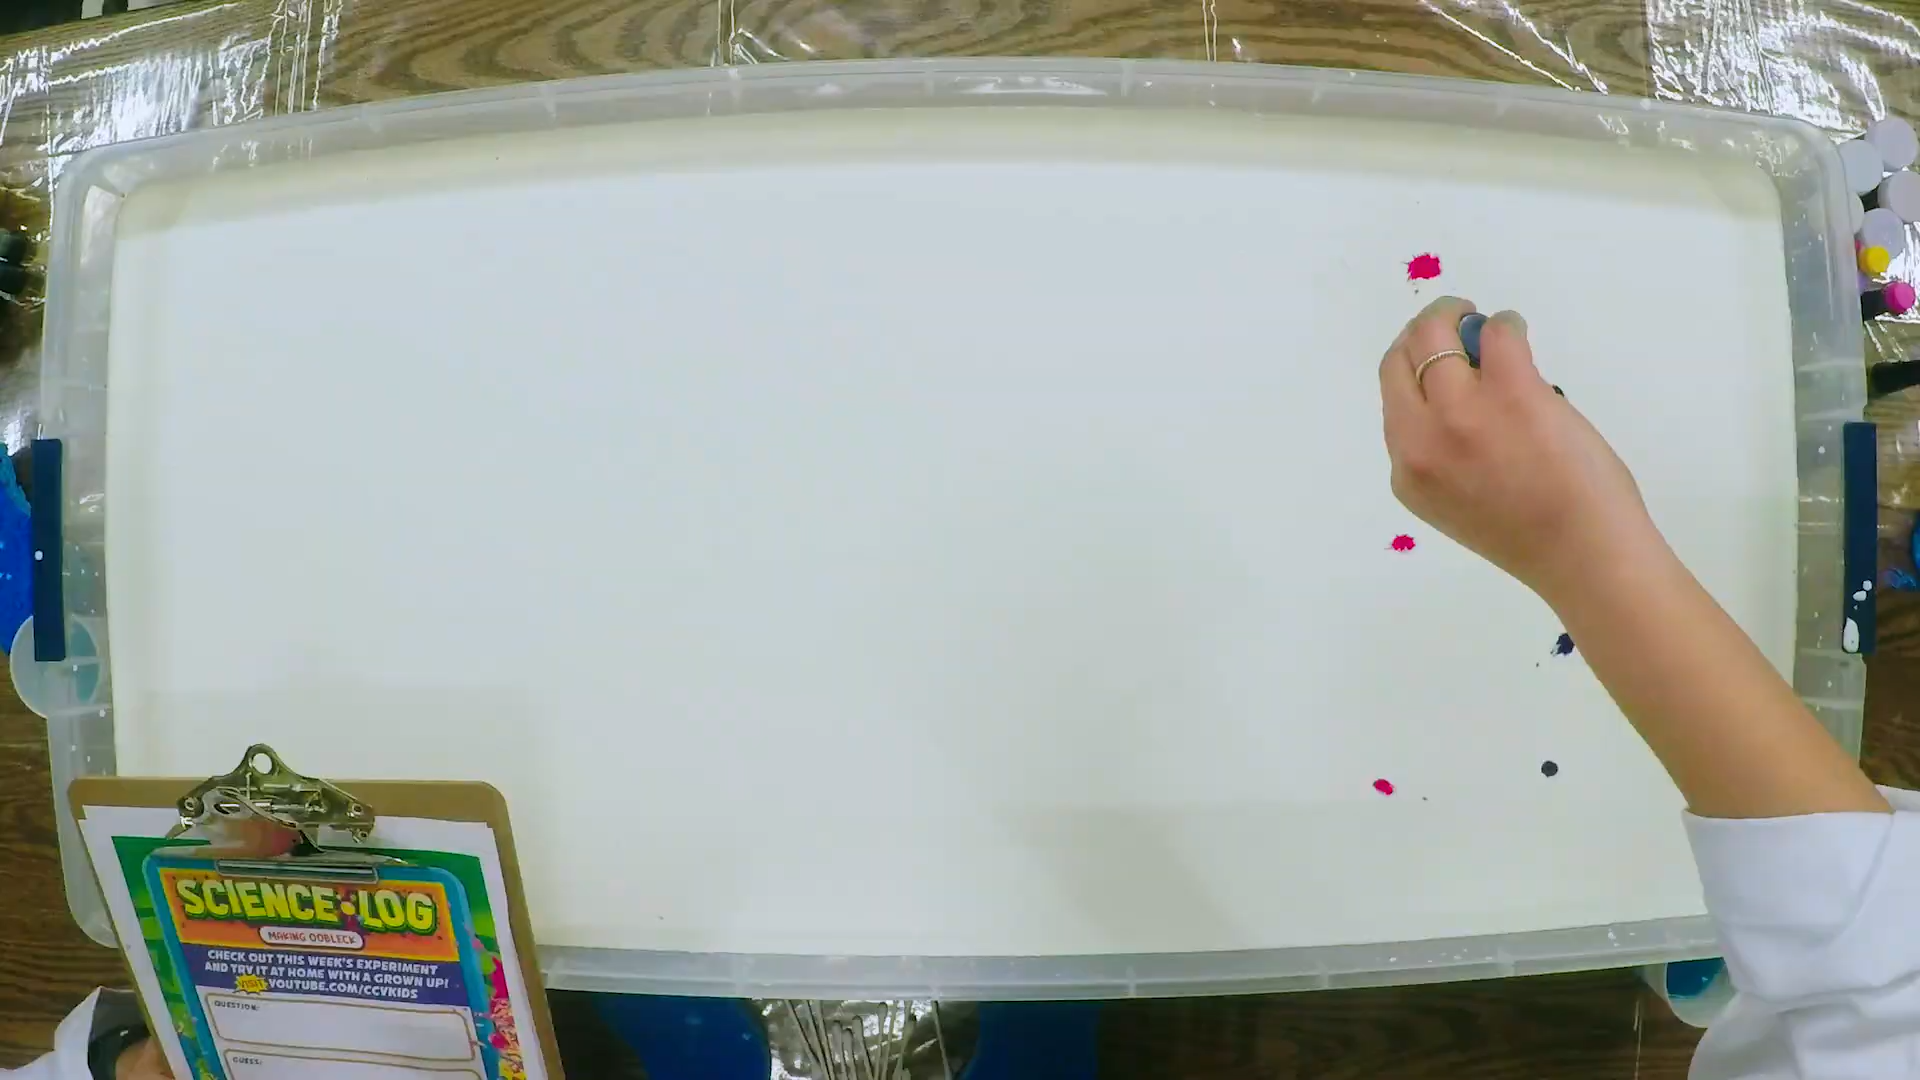 SCIENCE•LOG
MAKING OOBLECK
CHECK OUT THIS WEEK'S EXPERIMENT
AND TRY IT AT HOME WITH A GROWN UP!
VISIT YOUTUBE.COM/CCVKIDS
QUESTION:
GUESS: